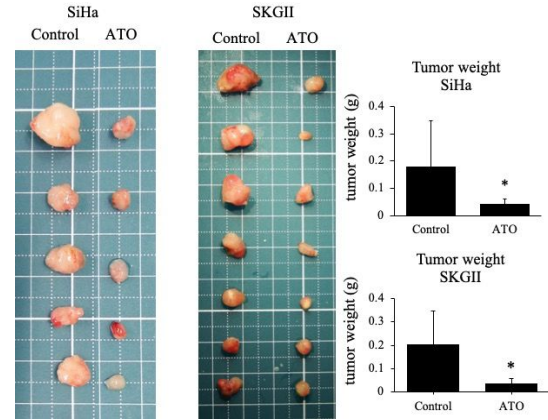 SiHa
Control ATO
SKGII
Control ATO
Tumor weight
SiHa
tumor weight (g)
0.4
0.3
0.2
0.1
0
*
Control ATO
Tumor weight
SKGII
tumor weight (g)
0.4
0.3
0.2
0.1
0
*
Control ATO